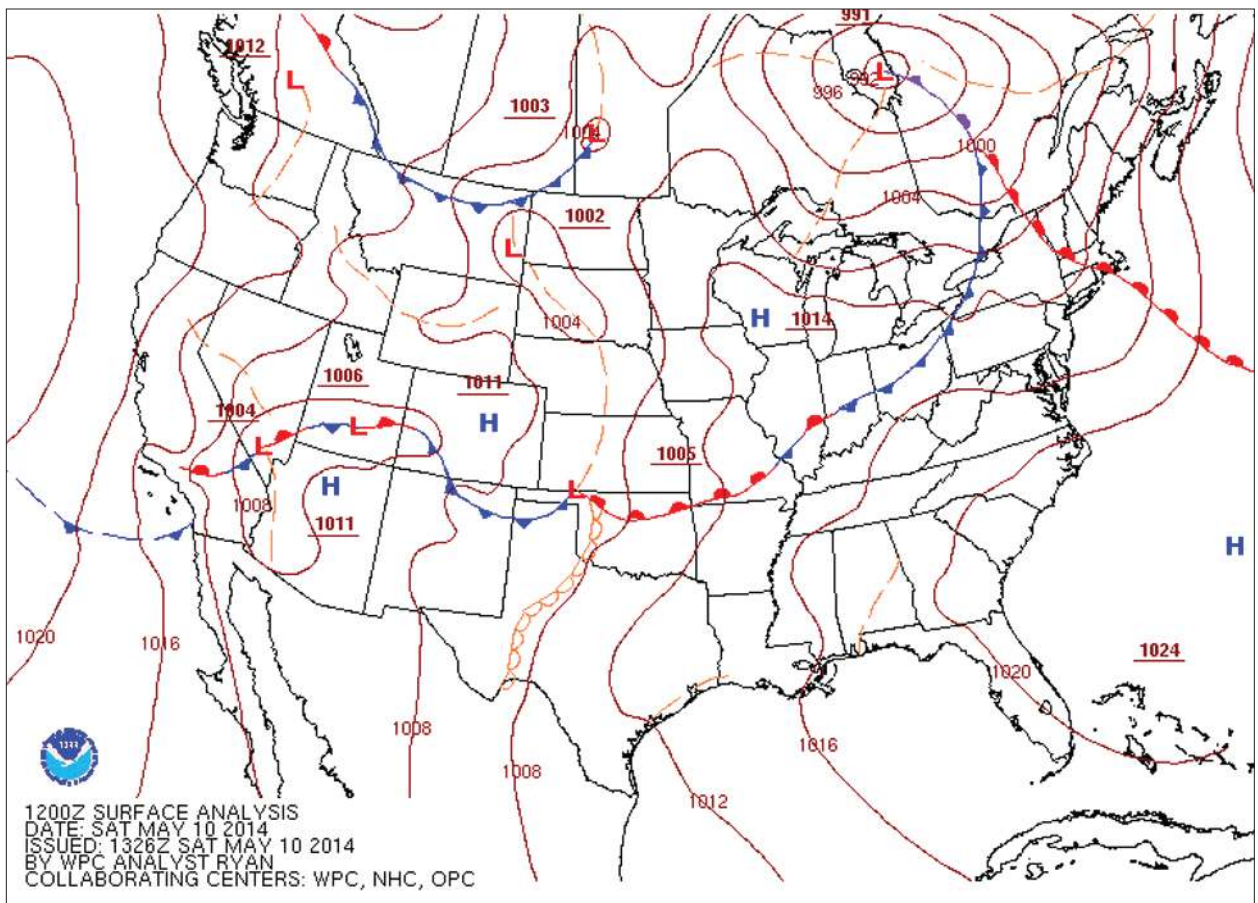 991
1012
L
L
992
996
1003
1004
L
1000
1004
1002
L
1004
H
1014
1006
1011
1004
H
L
L
1005
H
L
1008
1011
H
1020
1016
1020
1024
1008
1008
1016
1012
1200Z SURFACE ANALYSIS
DATE: SAT MAY 10 2014
ISSUED: 1326Z SAT MAY 10 2014
BY WPC ANALYST RYAN
COLLABORATING CENTERS: WPC, NHC, OPC